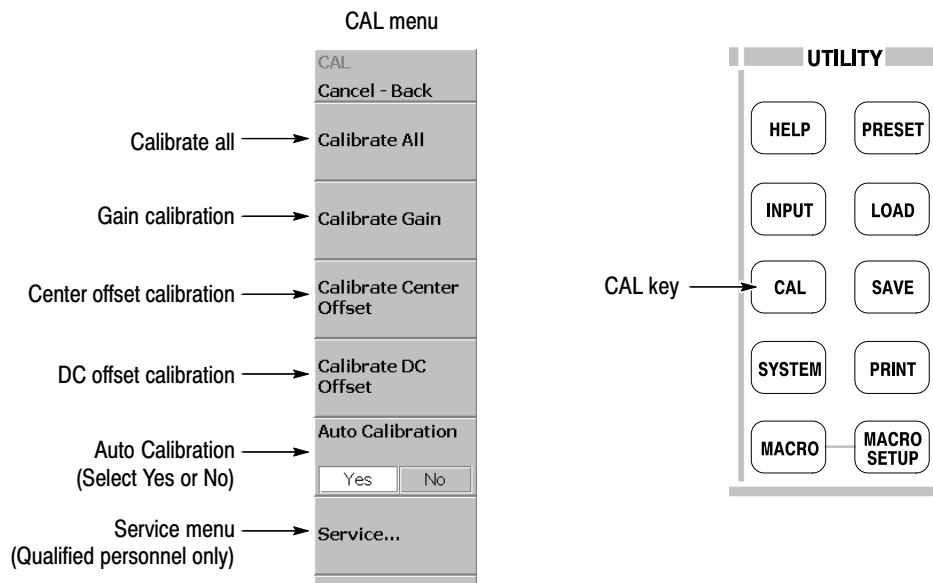 CAL menu
CAL
Cancel - Back
Calibrate all
Calibrate All
Gain calibration
Calibrate Gain
Center offset calibration
Calibrate Center
Offset
DC offset calibration
Calibrate DC
Offset
Auto Calibration
(Select Yes or No)
Auto Calibration
Yes No
Service menu
(Qualified personnel only)
Service...
UTILITY
HELP PRESET
INPUT LOAD
CAL key
CAL SAVE
SYSTEM PRINT
MACRO MACRO
SETUP